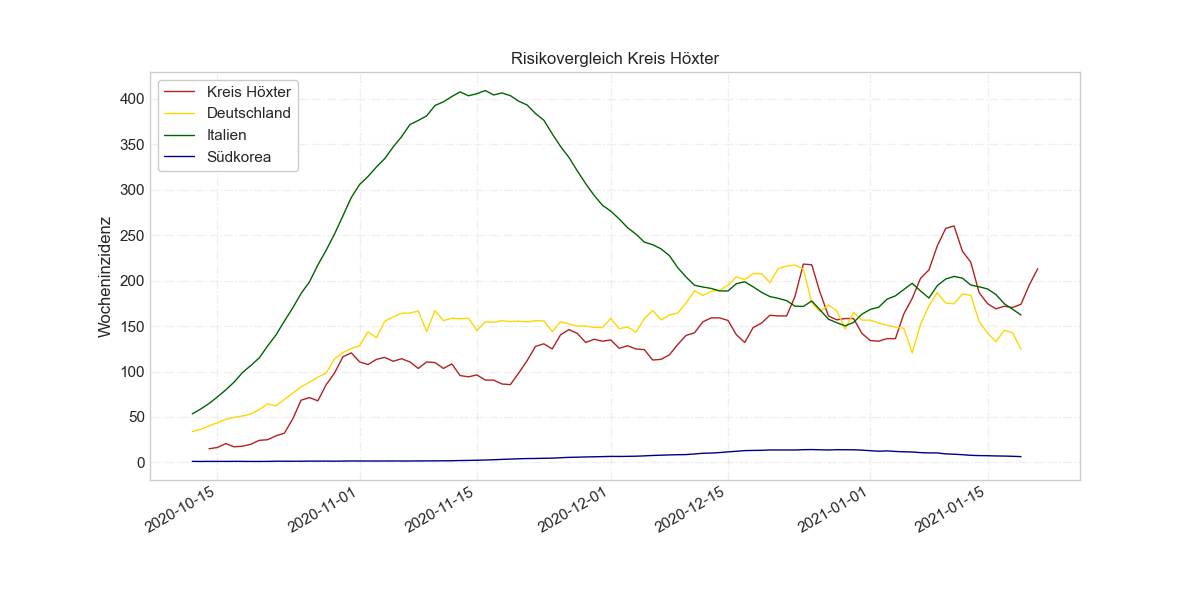 Risikovergleich Kreis Höxter
Kreis Höxter
Deutschland
Italien
Südkorea
Wocheninzidenz
400
350
300
250
200
150
100
50
0
2020-10-15
2020-11-01
2020-11-15
2020-12-01
2020-12-15
2021-01-01
2021-01-15